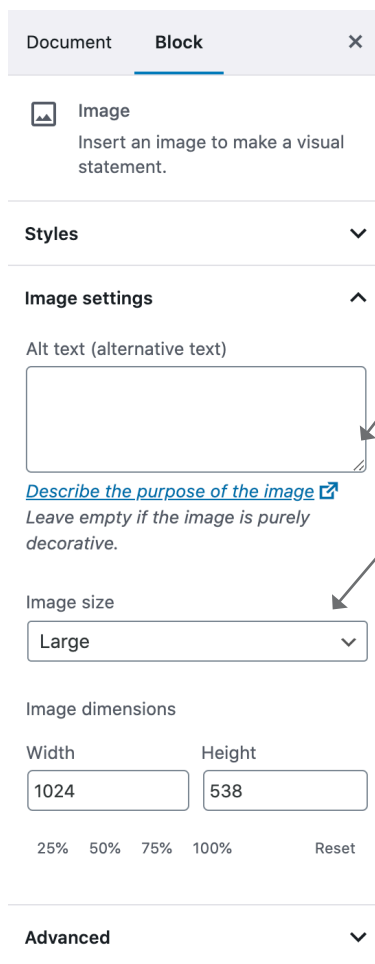 Document Block ×
Image
Insert an image to make a visual
statement.
Styles
Image settings
Alt text (alternative text)
Describe the purpose of the image
Leave empty if the image is purely
decorative.
Image size
Large
Image dimensions
Width Height
1024 538
25% 50% 75% 100% Reset
Advanced